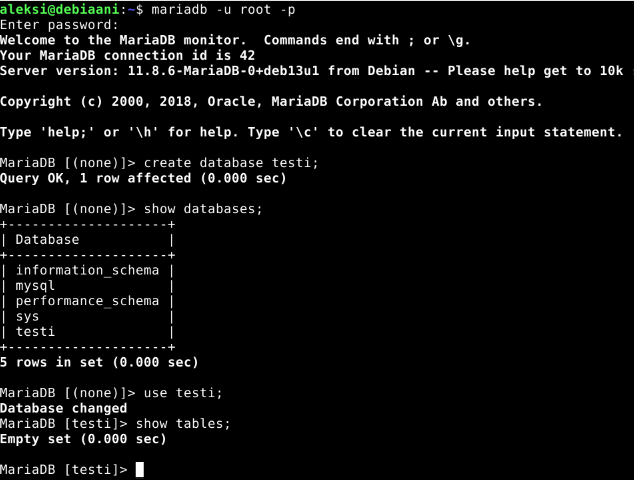 aleksi@debiaani:~$ mariadb -u root -p
Enter password:
Welcome to the MariaDB monitor.  Commands end with ; or \g.
Your MariaDB connection id is 42
Server version: 11.8.6-MariaDB-0+deb13u1 from Debian -- Please help get to 10k
Copyright (c) 2000, 2018, Oracle, MariaDB Corporation Ab and others.
Type 'help;' or '\h' for help. Type '\c' to clear the current input statement.
MariaDB [(none)]> create database testi;
Query OK, 1 row affected (0.000 sec)
MariaDB [(none)]> show databases;
+--------------------+
| Database           |
+--------------------+
| information_schema |
| mysql              |
| performance_schema |
| sys                |
| testi              |
+--------------------+
5 rows in set (0.000 sec)
MariaDB [(none)]> use testi;
Database changed
MariaDB [testi]> show tables;
Empty set (0.000 sec)
MariaDB [testi]>